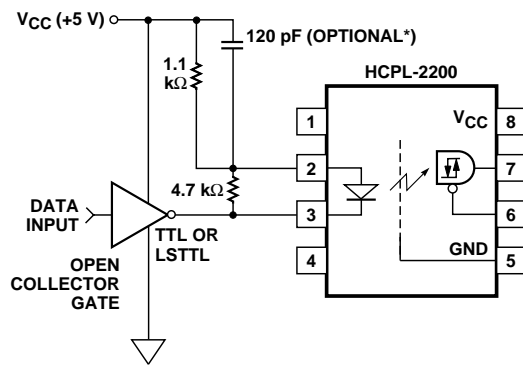 VCC (+5 V)
120 pF (OPTIONAL*)
1.1
kΩ
HCPL-2200
1
VCC
8
2
7
4.7 kΩ
DATA
INPUT
3
6
TTL OR
LSTTL
4
GND
5
OPEN
COLLECTOR
GATE